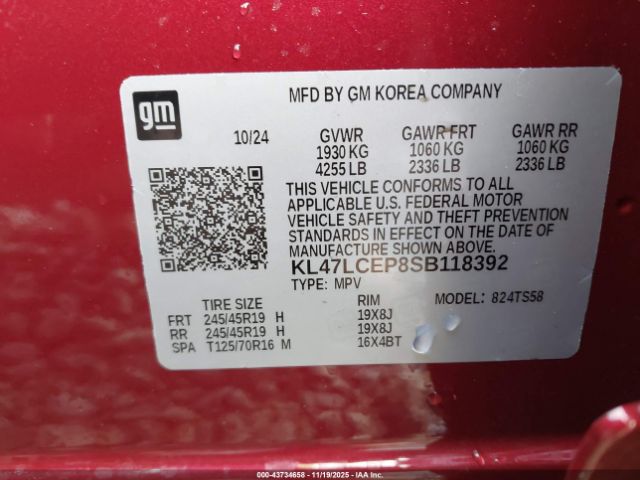 gm
MFD BY GM KOREA COMPANY
10/24 GVWR GAWR FRT GAWR RR
1930 KG 1060 KG 1060 KG
4255 LB 2336 LB 2336 LB
THIS VEHICLE CONFORMS TO ALL
APPLICABLE U.S. FEDERAL MOTOR
VEHICLE SAFETY AND THEFT PREVENTION
STANDARDS IN EFFECT ON THE DATE OF
MANUFACTURE SHOWN ABOVE.
KL47LCEP8SB118392
TYPE: MPV
TIRE SIZE RIM MODEL: 824TS58
FRT 245/45R19 H 19X8J
RR 245/45R19 H 19X8J
SPA T125/70R16 M 16X4BT
000-43734658 - 11/19/2025 - IAAI.COM